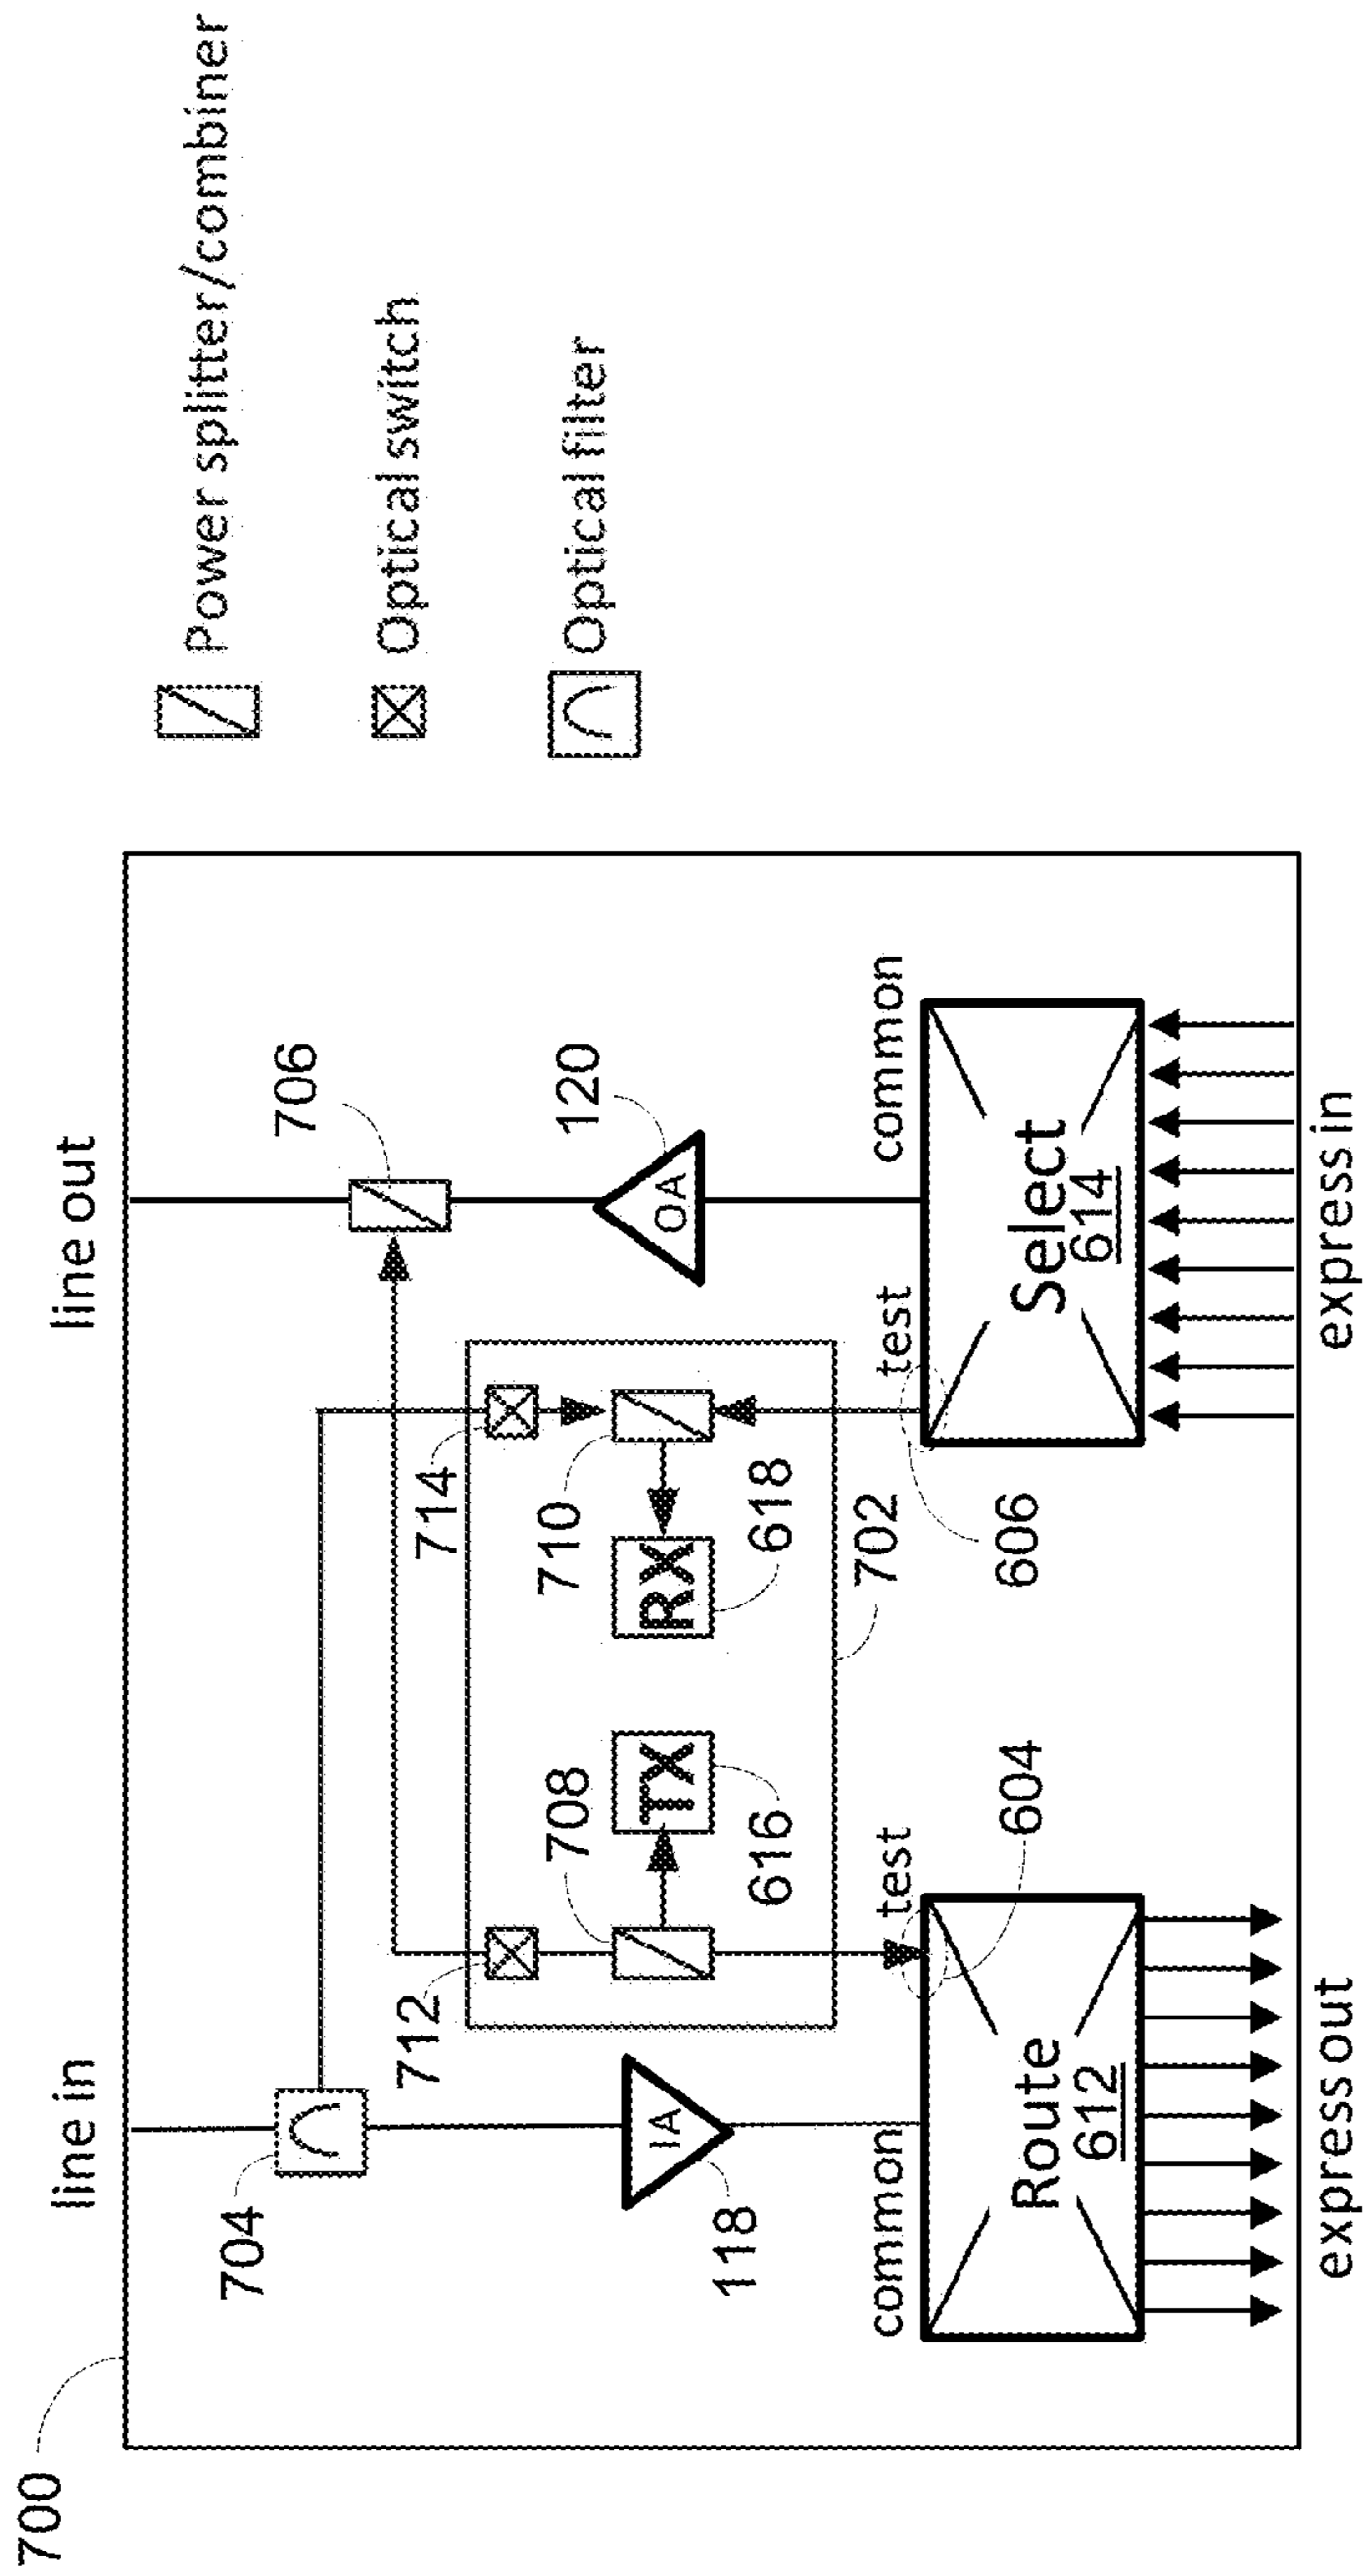 700
line in
line out
704
706
712
714
708
710
TX
RX
616
618
IA
118
OA
120
702
common
test
604
test
606
common
Route
612
Select
614
express out
express in
Power splitter/combiner
Optical switch
Optical filter